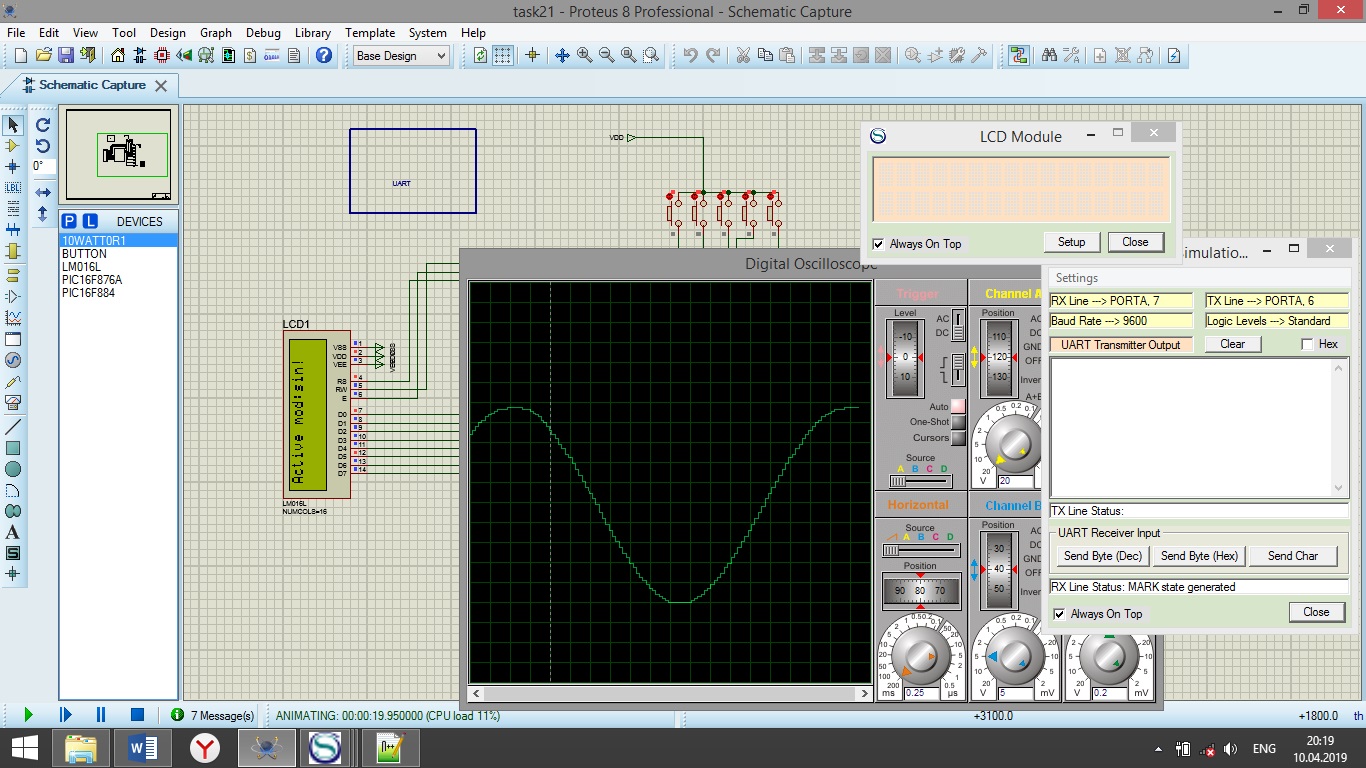 task21 - Proteus 8 Professional - Schematic Capture
File Edit View Tool Design Graph Debug Library Template System Help
Base Design
Schematic Capture
0°
P L DEVICES
10WATT0R1
BUTTON
LM016L
PIC16F876A
PIC16F884
LBL
A
S
UART
VDD
LCD1
Active mod:sin
VSS 1
VDD 2
VEE 3
RS 4
RW 5
E 6
D0 7
D1 8
D2 9
D3 10
D4 11
D5 12
D6 13
D7 14
LM016L
NUMCOLS=16
LCD Module
Always On Top
Setup
Close
Digital Oscilloscope
Trigger
Level
AC
DC
-10
0
10
Auto
One-Shot
Cursors
Source
A B C D
Horizontal
Source
A B C D
Position
90 80 70
ms 0.25 µs
Channel A
Position
AC
DC
GND
OFF
Inver
A+B
-110
-120
-130
V 20
Channel B
Position
AC
DC
GND
OFF
Inver
30
40
50
V 5 mV
V 0.2 mV
imulatio...
Settings
RX Line ---> PORTA, 7
TX Line ---> PORTA, 6
Baud Rate ---> 9600
Logic Levels ---> Standard
UART Transmitter Output
Clear
Hex
TX Line Status:
UART Receiver Input
Send Byte (Dec)
Send Byte (Hex)
Send Char
RX Line Status: MARK state generated
Always On Top
Close
7 Message(s)
ANIMATING: 00:00:19.950000 (CPU load 11%)
+3100.0
+1800.0
th
ENG
20:19
10.04.2019